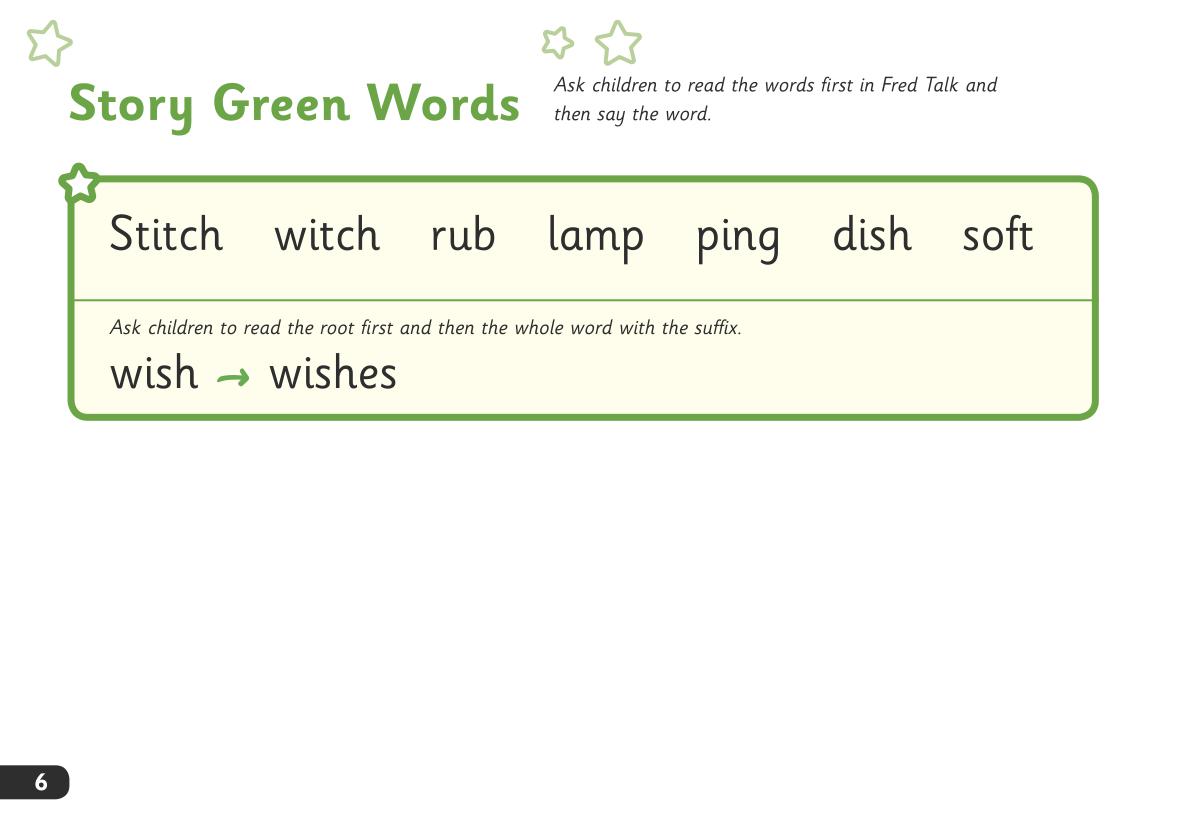 Story Green Words
Ask children to read the words first in Fred Talk and
then say the word.
Stitch witch rub lamp ping dish soft
Ask children to read the root first and then the whole word with the suffix.
wish → wishes
6